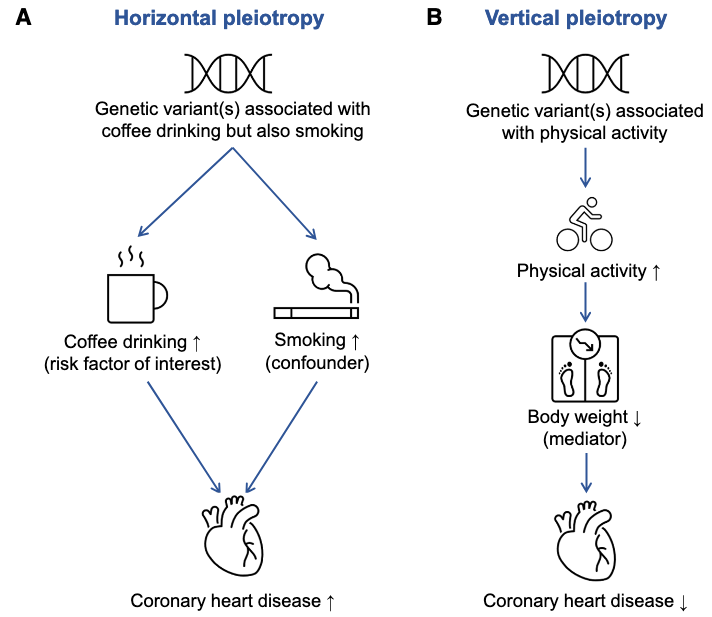 A
Horizontal pleiotropy
Genetic variant(s) associated with
coffee drinking but also smoking
Coffee drinking ↑
(risk factor of interest)
Smoking ↑
(confounder)
Coronary heart disease ↑
B
Vertical pleiotropy
Genetic variant(s) associated
with physical activity
Physical activity ↑
Body weight ↓
(mediator)
Coronary heart disease ↓